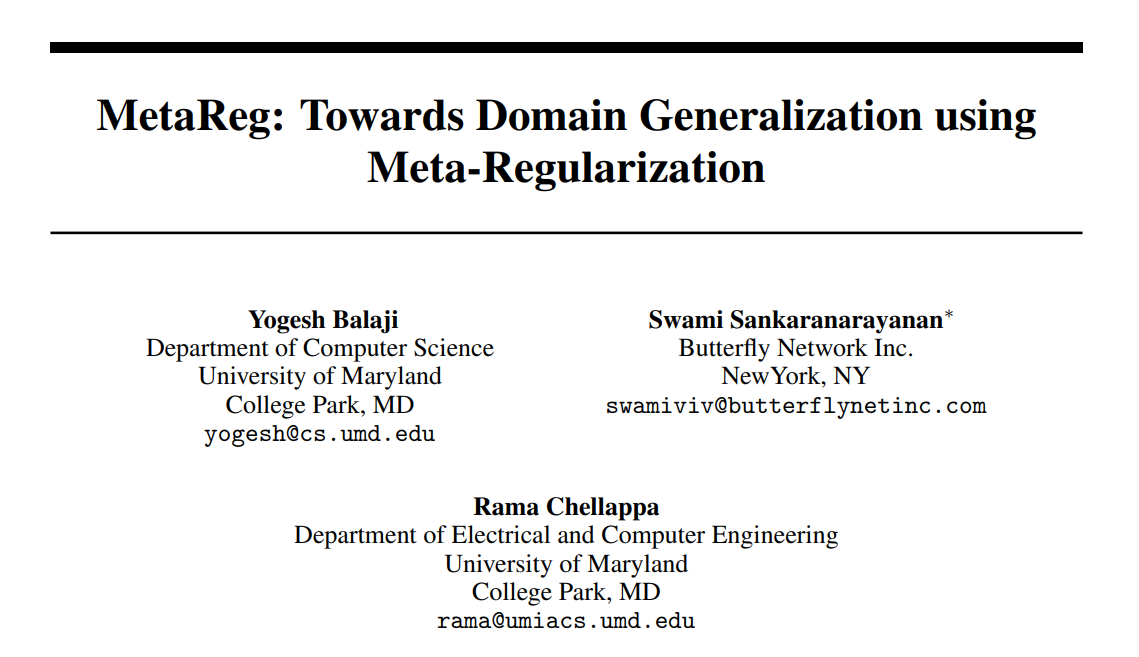 MetaReg: Towards Domain Generalization using
Meta-Regularization
Yogesh Balaji
Department of Computer Science
University of Maryland
College Park, MD
yogesh@cs.umd.edu
Swami Sankaranarayanan*
Butterfly Network Inc.
NewYork, NY
swamiviv@butterflynetinc.com
Rama Chellappa
Department of Electrical and Computer Engineering
University of Maryland
College Park, MD
rama@umiacs.umd.edu